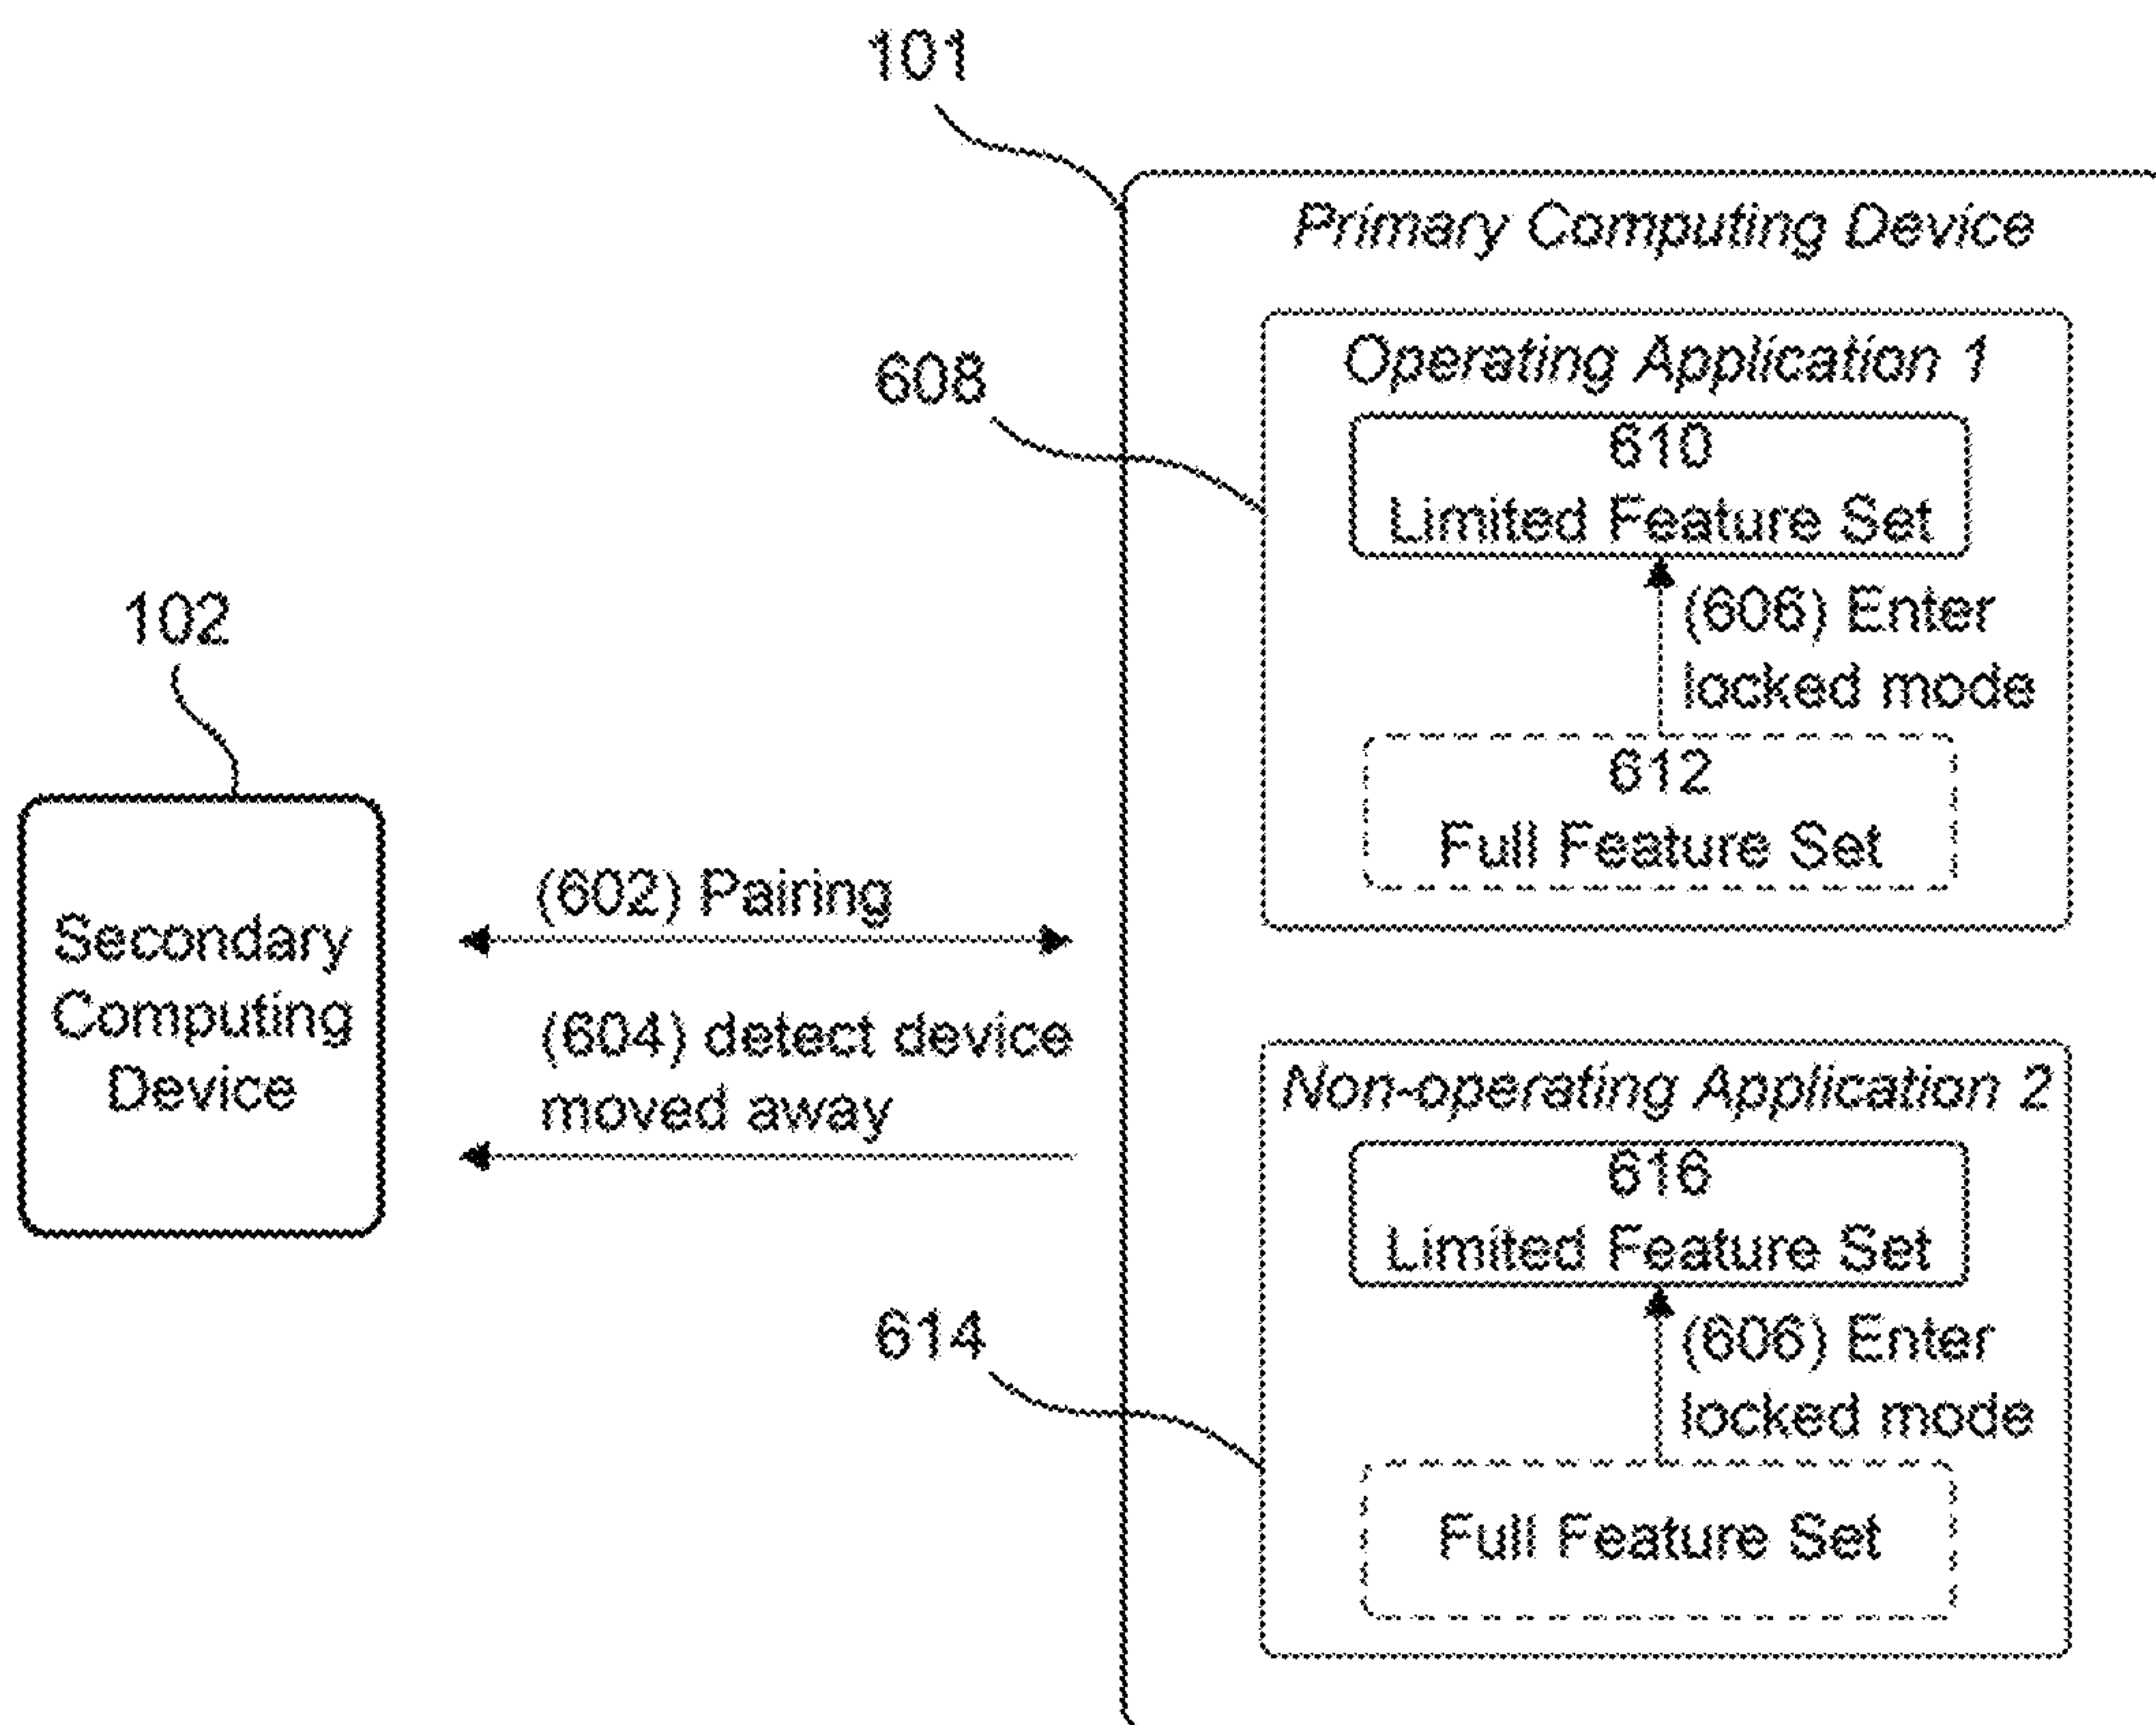 101
Primary Computing Device
608
Operating Application 1
610
Limited Feature Set
(606) Enter
locked mode
612
Full Feature Set
102
Secondary
Computing
Device
(602) Pairing
(604) detect device
moved away
Non-operating Application 2
616
Limited Feature Set
614
(606) Enter
locked mode
Full Feature Set